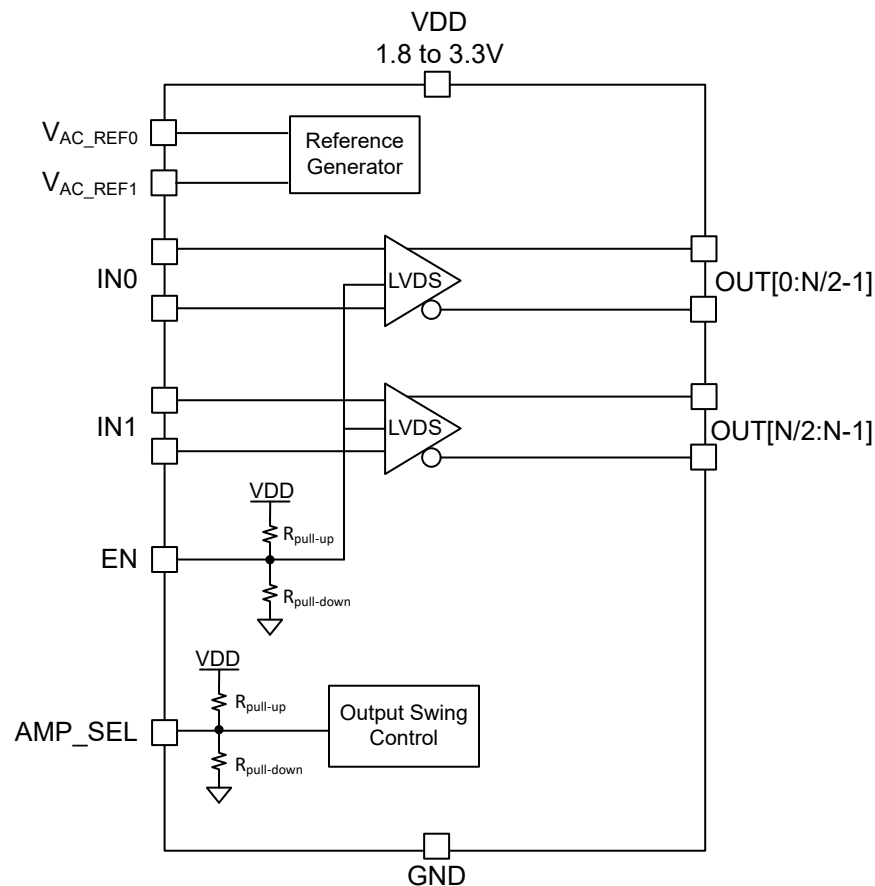 VDD
1.8 to 3.3V
VAC_REF0
Reference
Generator
VAC_REF1
IN0
LVDS
OUT[0:N/2-1]
IN1
LVDS
OUT[N/2:N-1]
VDD
Rpull-up
EN
Rpull-down
VDD
Rpull-up
AMP_SEL
Output Swing
Control
Rpull-down
GND